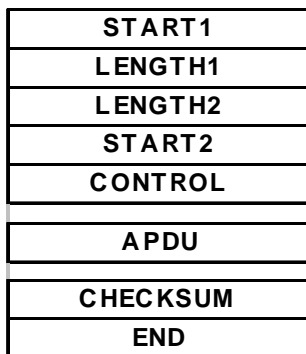 START1
LENGTH1
LENGTH2
START2
CONTROL
APDU
CHECKSUM
END